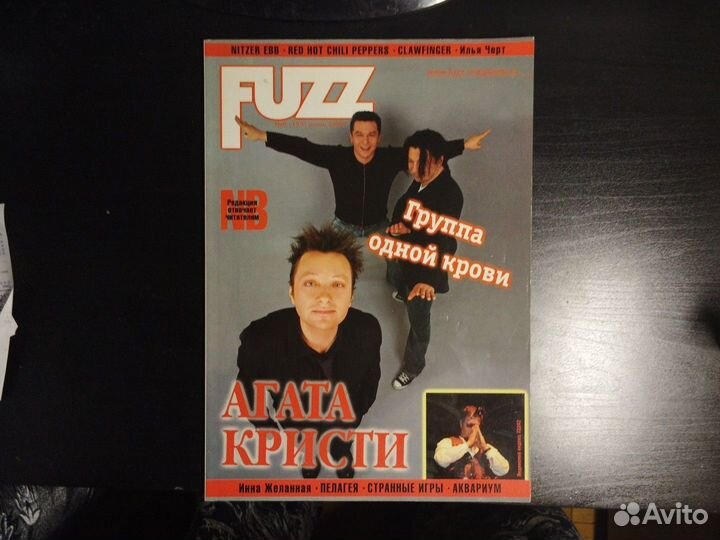 NITZER EBB · RED HOT CHILI PEPPERS · CLAWFINGER · Илья Черт
FUZZ
NB
Редакция
отвечает
читателям
Группа
одной крови
АГАТА
КРИСТИ
Инна Желанная · ПЕЛАГЕЯ · СТРАННЫЕ ИГРЫ · АКВАРИУМ
Avito